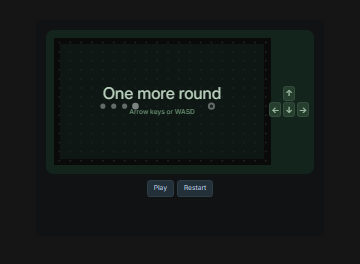 One more round
Arrow keys or WASD
↑
← ↓ →
Play Restart